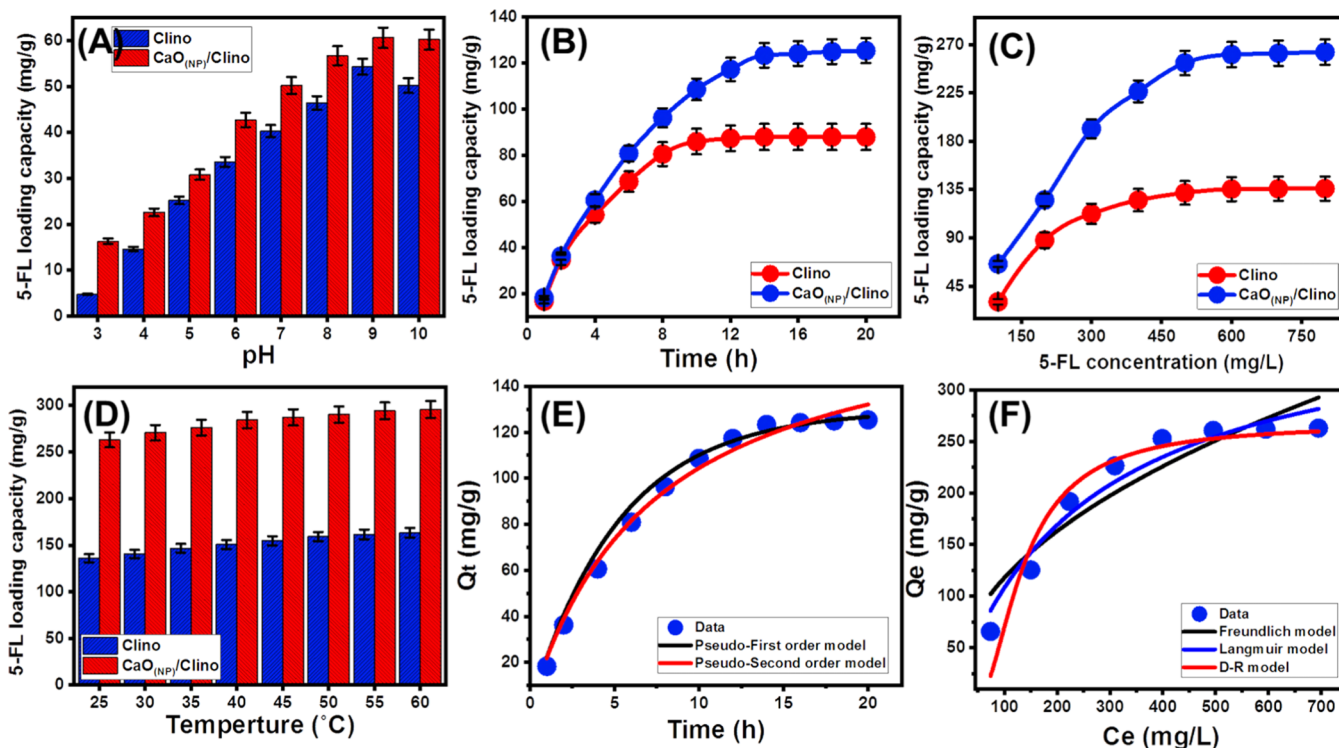 (A)
Clino
CaO(NP)/Clino
5-FL loading capacity (mg/g)
60
50
40
30
20
10
0
3 4 5 6 7 8 9 10
pH
(B)
5-FL loading capacity (mg/g)
140
120
100
80
60
40
20
Clino
CaO(NP)/Clino
0 4 8 12 16 20
Time (h)
(C)
5-FL loading capacity (mg/g)
270
225
180
135
90
45
Clino
CaO(NP)/Clino
150 300 450 600 750
5-FL concentration (mg/L)
(D)
5-FL loading capacity (mg/g)
300
250
200
150
100
50
0
Clino
CaO(NP)/Clino
25 30 35 40 45 50 55 60
Temperture (°C)
(E)
Qt (mg/g)
140
120
100
80
60
40
20
Data
Pseudo-First order model
Pseudo-Second order model
0 4 8 12 16 20
Time (h)
(F)
Qe (mg/g)
300
250
200
150
100
50
Data
Freundlich model
Langmuir model
D-R model
100 200 300 400 500 600 700
Ce (mg/L)